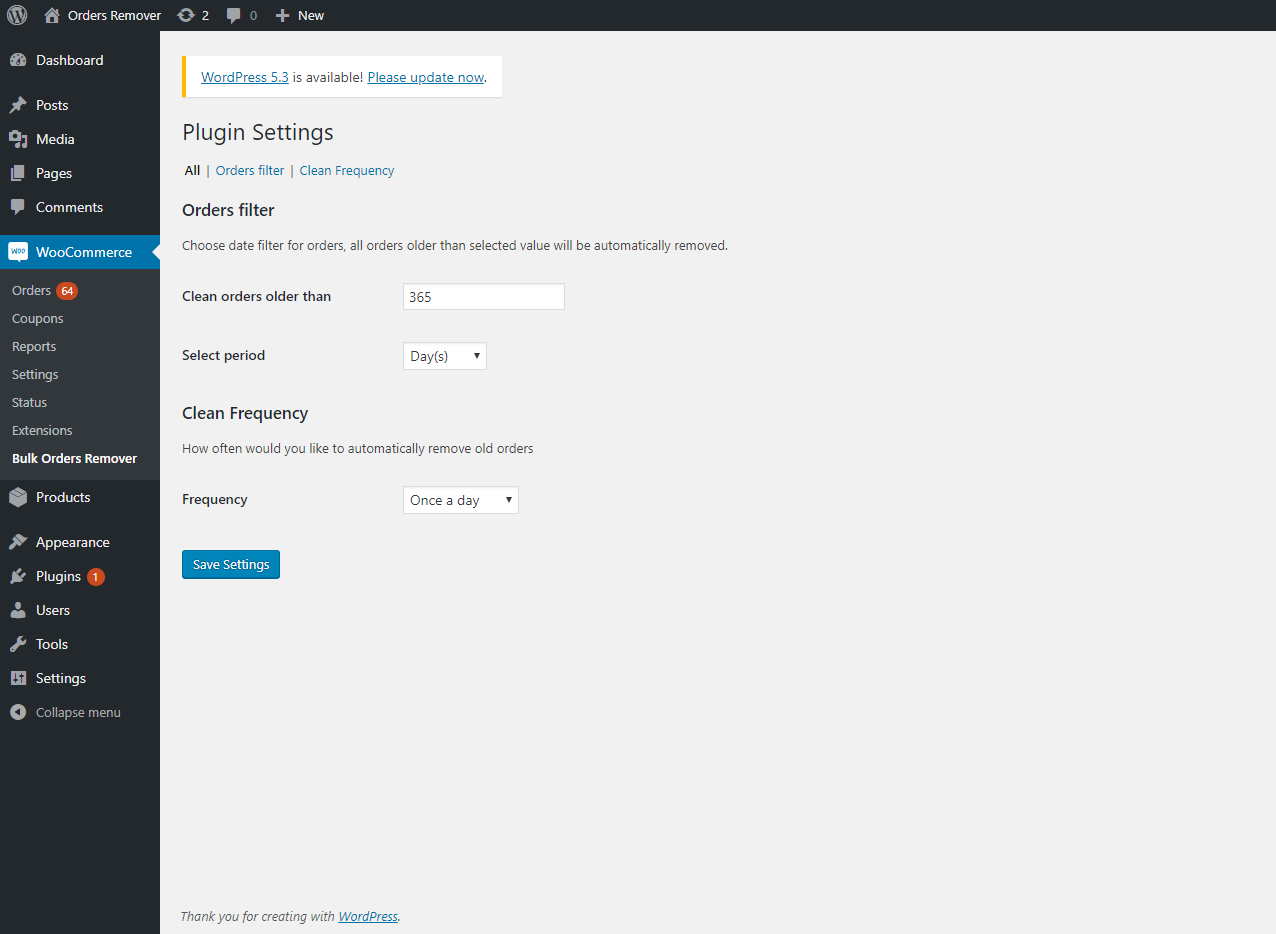 Orders Remover 2 0 New
Dashboard
Posts
Media
Pages
Comments
WooCommerce
Orders 64
Coupons
Reports
Settings
Status
Extensions
Bulk Orders Remover
Products
Appearance
Plugins 1
Users
Tools
Settings
Collapse menu
WordPress 5.3 is available! Please update now.
Plugin Settings
All | Orders filter | Clean Frequency
Orders filter
Choose date filter for orders, all orders older than selected value will be automatically removed.
Clean orders older than 365
Select period Day(s)
Clean Frequency
How often would you like to automatically remove old orders
Frequency Once a day
Save Settings
Thank you for creating with WordPress.